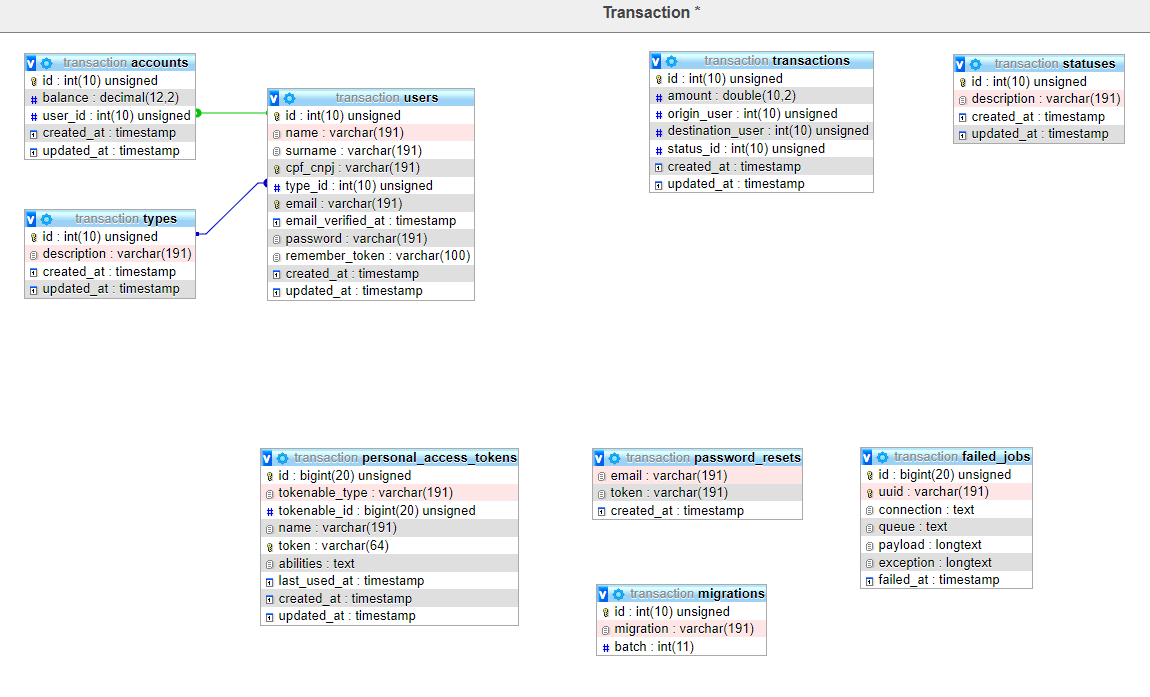 Transaction *
transaction accounts
id : int(10) unsigned
balance : decimal(12,2)
user_id : int(10) unsigned
created_at : timestamp
updated_at : timestamp
transaction users
id : int(10) unsigned
name : varchar(191)
surname : varchar(191)
cpf_cnpj : varchar(191)
type_id : int(10) unsigned
email : varchar(191)
email_verified_at : timestamp
password : varchar(191)
remember_token : varchar(100)
created_at : timestamp
updated_at : timestamp
transaction types
id : int(10) unsigned
description : varchar(191)
created_at : timestamp
updated_at : timestamp
transaction transactions
id : int(10) unsigned
amount : double(10,2)
origin_user : int(10) unsigned
destination_user : int(10) unsigned
status_id : int(10) unsigned
created_at : timestamp
updated_at : timestamp
transaction statuses
id : int(10) unsigned
description : varchar(191)
created_at : timestamp
updated_at : timestamp
transaction personal_access_tokens
id : bigint(20) unsigned
tokenable_type : varchar(191)
tokenable_id : bigint(20) unsigned
name : varchar(191)
token : varchar(64)
abilities : text
last_used_at : timestamp
created_at : timestamp
updated_at : timestamp
transaction password_resets
email : varchar(191)
token : varchar(191)
created_at : timestamp
transaction failed_jobs
id : bigint(20) unsigned
uuid : varchar(191)
connection : text
queue : text
payload : longtext
exception : longtext
failed_at : timestamp
transaction migrations
id : int(10) unsigned
migration : varchar(191)
batch : int(11)